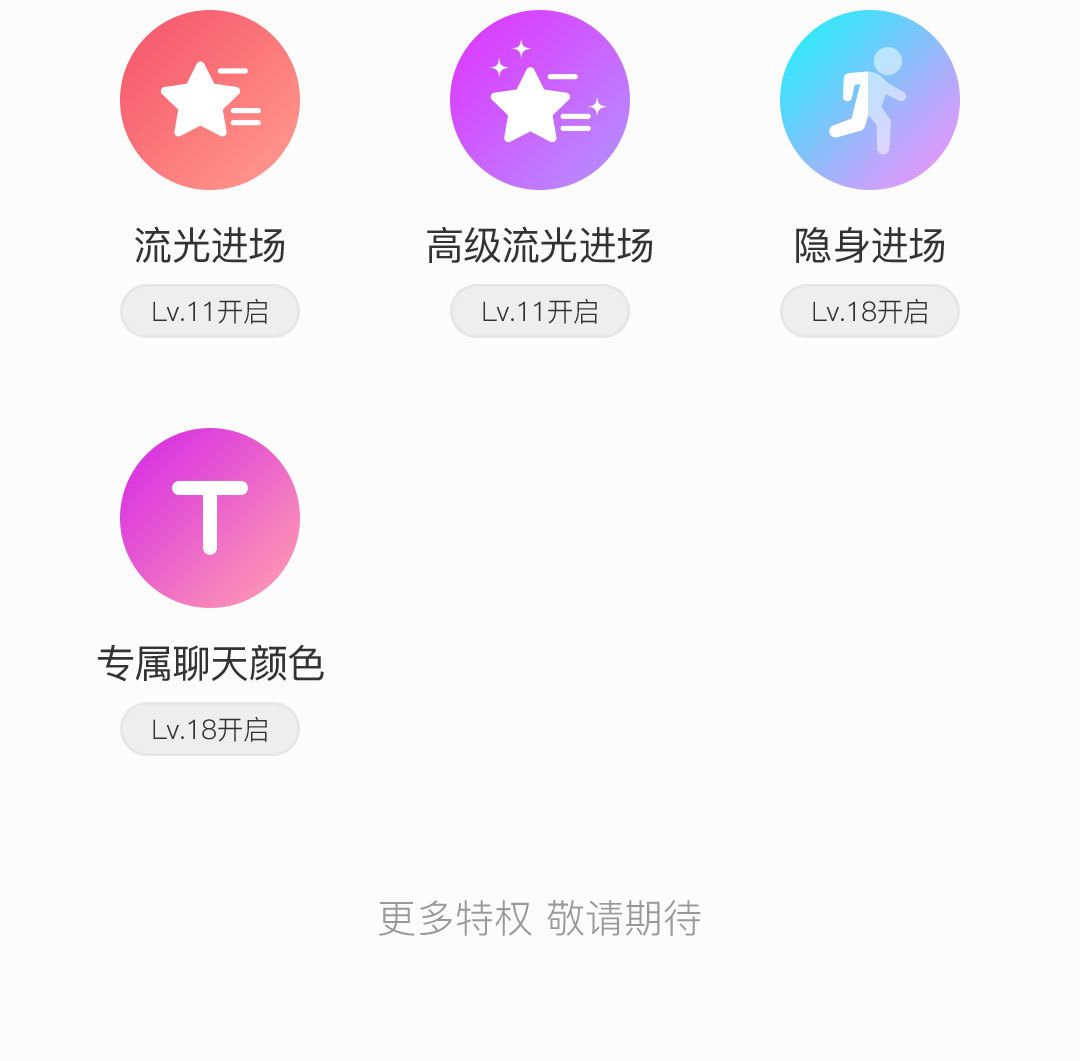 流光进场
高级流光进场
隐身进场
Lv.11开启
Lv.11开启
Lv.18开启
T
专属聊天颜色
Lv.18开启
更多特权 敬请期待